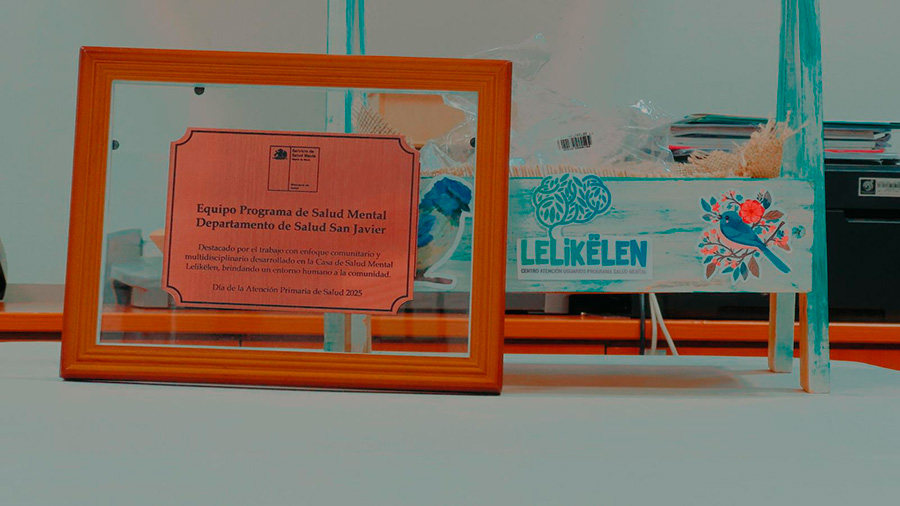 Servicio de
Salud Maule
Equipo Programa de Salud Mental
Departamento de Salud San Javier
Destacado por el trabajo con enfoque comunitario y
multidisciplinario desarrollado en la Casa de Salud Mental
Lelikëlen, brindando un entorno humano a la comunidad.
Día de la Atención Primaria de Salud 2025
LELiKËLEN
CENTRO ATENCIÓN USUARIOS PROGRAMA SALUD MENTAL